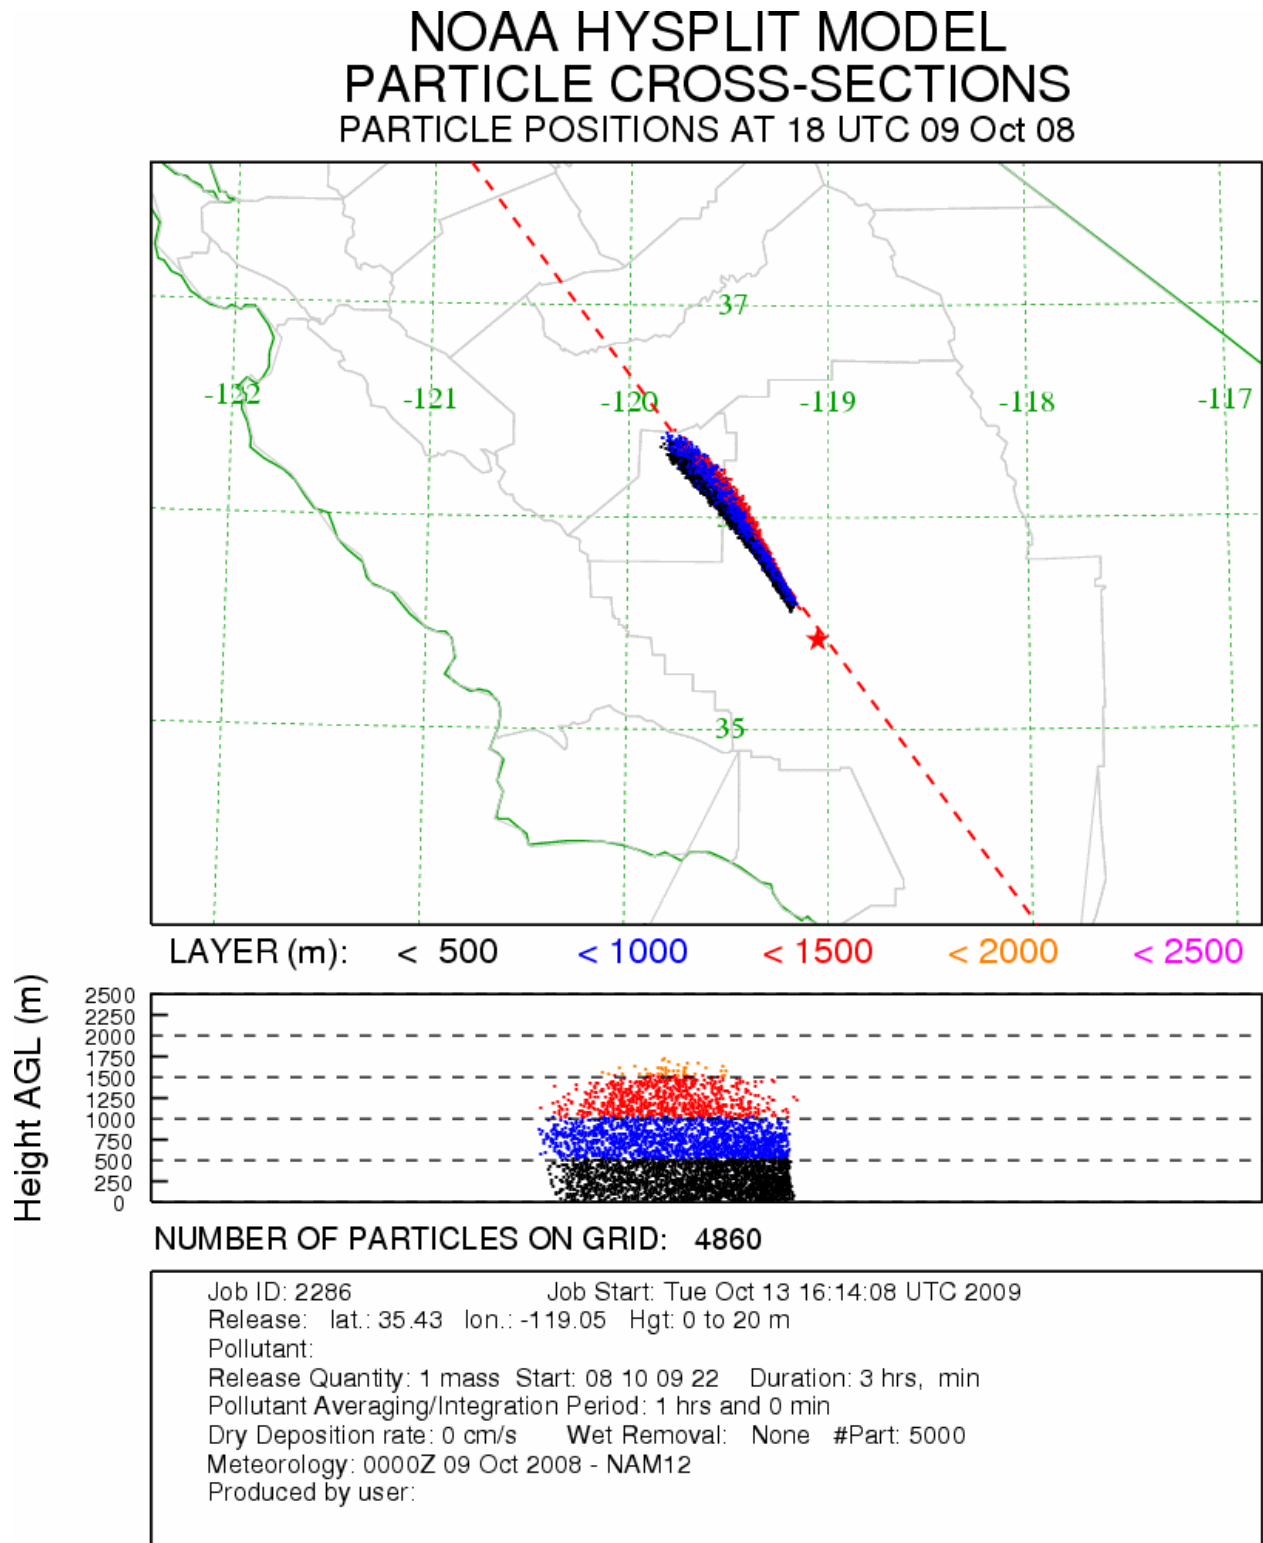 NOAA HYSPLIT MODEL
PARTICLE CROSS-SECTIONS
PARTICLE POSITIONS AT 18 UTC 09 Oct 08
37
-122 -121 -120 -119 -118 -117
35
LAYER (m): < 500 < 1000 < 1500 < 2000 < 2500
Height AGL (m)
2500
2250
2000
1750
1500
1250
1000
750
500
250
0
NUMBER OF PARTICLES ON GRID: 4860
Job ID: 2286 Job Start: Tue Oct 13 16:14:08 UTC 2009
Release: lat.: 35.43 lon.: -119.05 Hgt: 0 to 20 m
Pollutant:
Release Quantity: 1 mass Start: 08 10 09 22 Duration: 3 hrs, min
Pollutant Averaging/Integration Period: 1 hrs and 0 min
Dry Deposition rate: 0 cm/s Wet Removal: None #Part: 5000
Meteorology: 0000Z 09 Oct 2008 - NAM12
Produced by user: